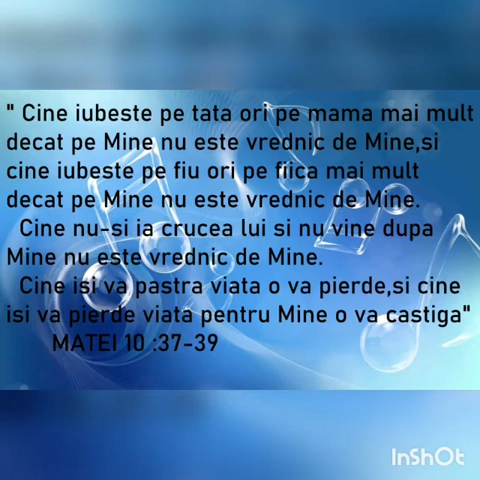 " Cine iubeste pe tata ori pe mama mai mult
decat pe Mine nu este vrednic de Mine,si
cine iubeste pe fiu ori pe fiica mai mult
decat pe Mine nu este vrednic de Mine.
Cine nu-si ia crucea lui si nu vine dupa
Mine nu este vrednic de Mine.
Cine isi va pastra viata o va pierde,si cine
isi va pierde viata pentru Mine o va castiga"
MATEI 10 :37-39
InShOt